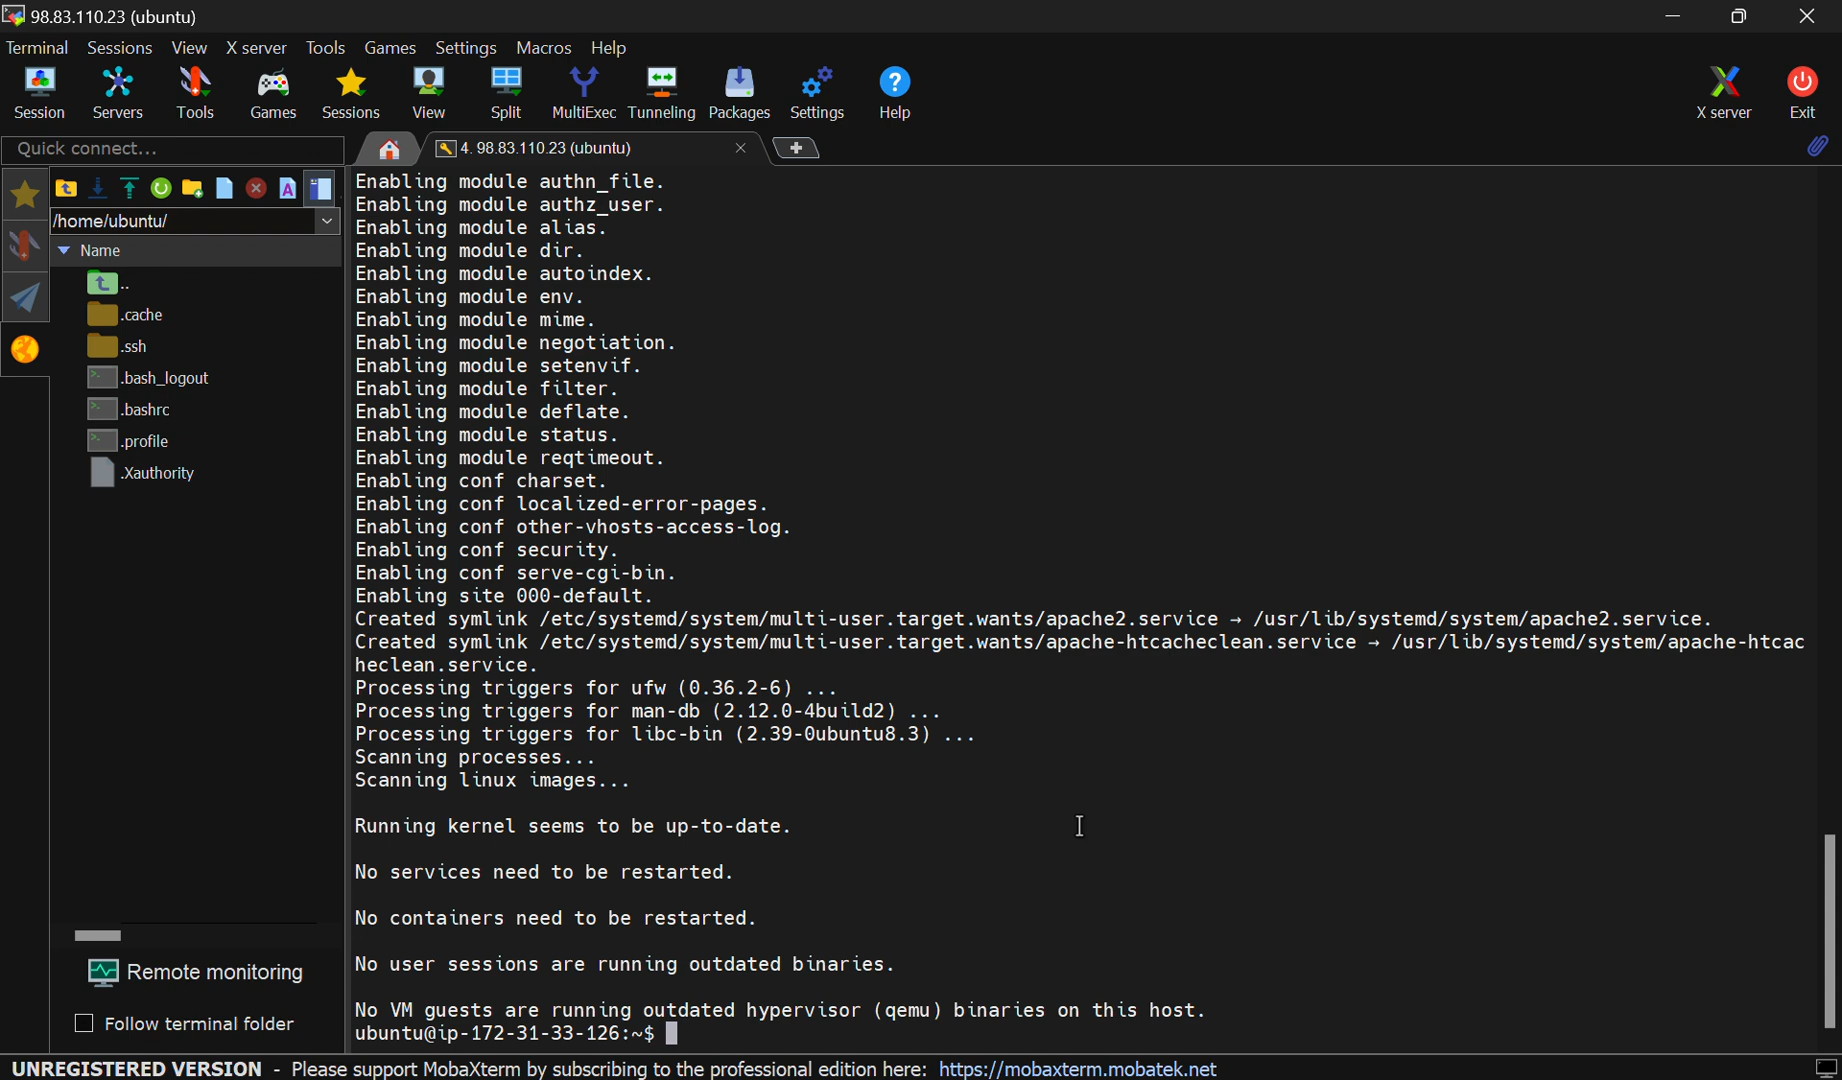 98.83.110.23 (ubuntu)
Terminal Sessions View X server Tools Games Settings Macros Help
Session Servers Tools Games Sessions View Split MultiExec Tunneling Packages Settings Help X server Exit
Quick connect...
4. 98.83.110.23 (ubuntu)
/home/ubuntu/
Name
..
.cache
.ssh
.bash_logout
.bashrc
.profile
.Xauthority
Remote monitoring
Follow terminal folder
Enabling module authn_file.
Enabling module authz_user.
Enabling module alias.
Enabling module dir.
Enabling module autoindex.
Enabling module env.
Enabling module mime.
Enabling module negotiation.
Enabling module setenvif.
Enabling module filter.
Enabling module deflate.
Enabling module status.
Enabling module reqtimeout.
Enabling conf charset.
Enabling conf localized-error-pages.
Enabling conf other-vhosts-access-log.
Enabling conf security.
Enabling conf serve-cgi-bin.
Enabling site 000-default.
Created symlink /etc/systemd/system/multi-user.target.wants/apache2.service → /usr/lib/systemd/system/apache2.service.
Created symlink /etc/systemd/system/multi-user.target.wants/apache-htcacheclean.service → /usr/lib/systemd/system/apache-htcac
heclean.service.
Processing triggers for ufw (0.36.2-6) ...
Processing triggers for man-db (2.12.0-4build2) ...
Processing triggers for libc-bin (2.39-0ubuntu8.3) ...
Scanning processes...
Scanning linux images...
Running kernel seems to be up-to-date.
No services need to be restarted.
No containers need to be restarted.
No user sessions are running outdated binaries.
No VM guests are running outdated hypervisor (qemu) binaries on this host.
ubuntu@ip-172-31-33-126:~$
UNREGISTERED VERSION - Please support MobaXterm by subscribing to the professional edition here: https://mobaxterm.mobatek.net